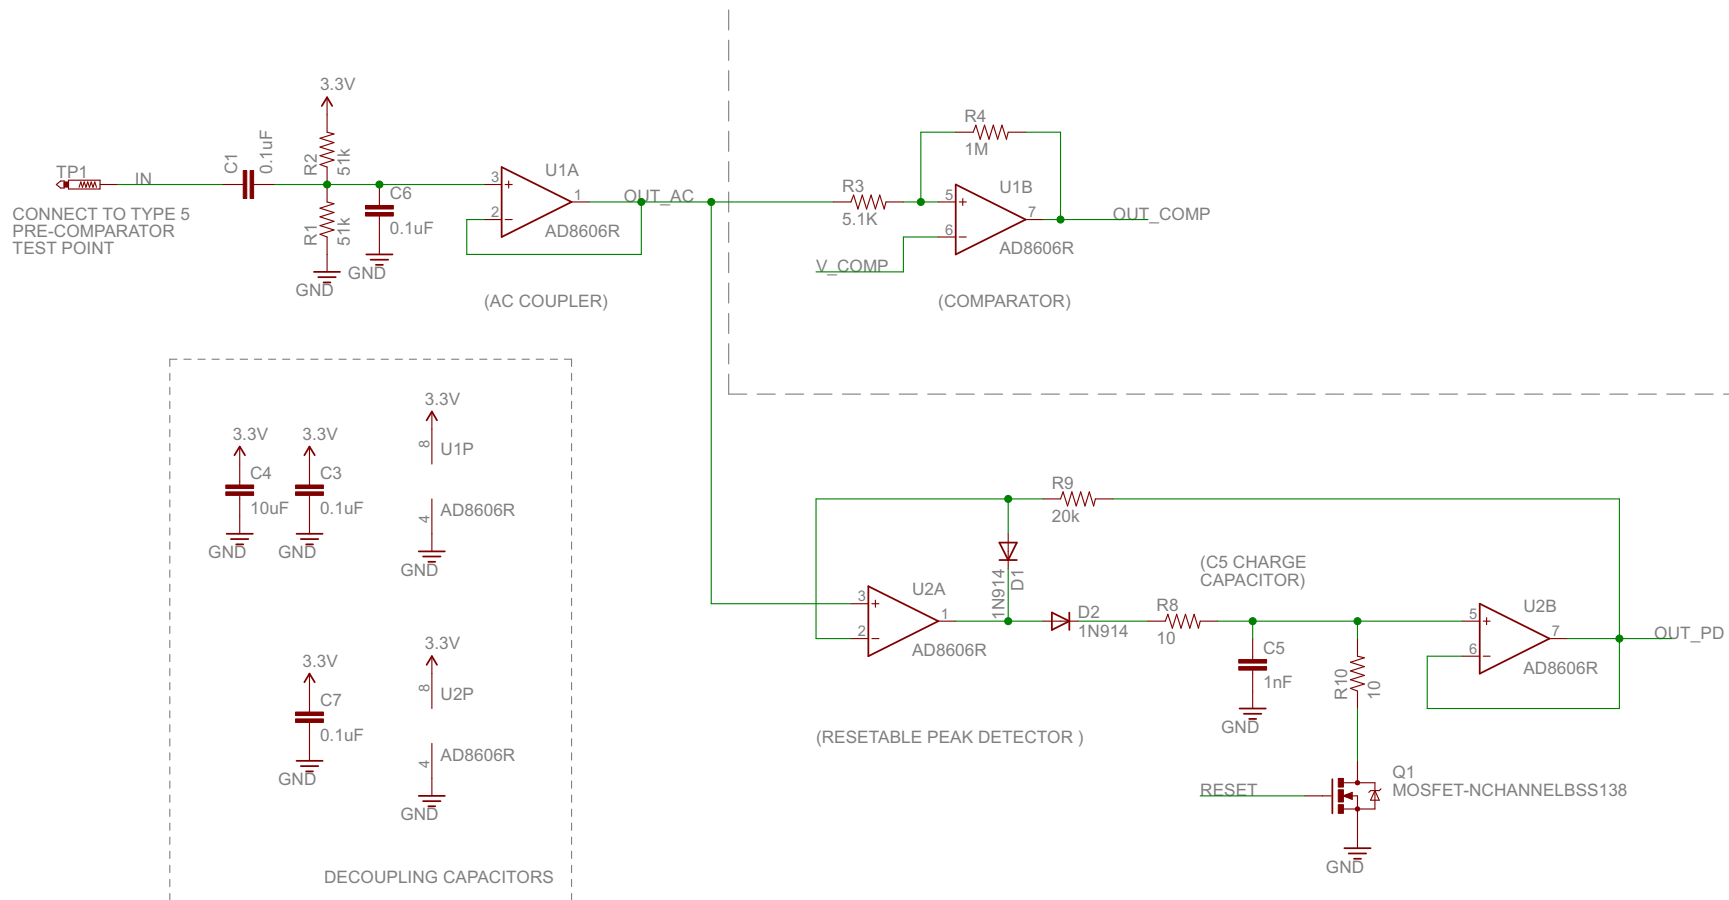 3.3V
R2
51k
C1
0.1uF
TP1
IN
CONNECT TO TYPE 5
PRE-COMPARATOR
TEST POINT
R1
51k
GND
C6
0.1uF
GND
3
2
1
U1A
AD8606R
OUT_AC
(AC COUPLER)
R4
1M
R3
5.1K
5
6
7
U1B
AD8606R
V_COMP
OUT_COMP
(COMPARATOR)
3.3V
C4
10uF
GND
3.3V
C3
0.1uF
GND
3.3V
8
U1P
4
AD8606R
GND
3.3V
C7
0.1uF
GND
3.3V
8
U2P
4
AD8606R
GND
DECOUPLING CAPACITORS
R9
20k
1N914
D1
3
2
1
U2A
AD8606R
D2
1N914
R8
10
(C5 CHARGE
CAPACITOR)
C5
1nF
GND
R10
10
5
6
7
U2B
AD8606R
OUT_PD
(RESETABLE PEAK DETECTOR )
RESET
Q1
MOSFET-NCHANNELBSS138
GND